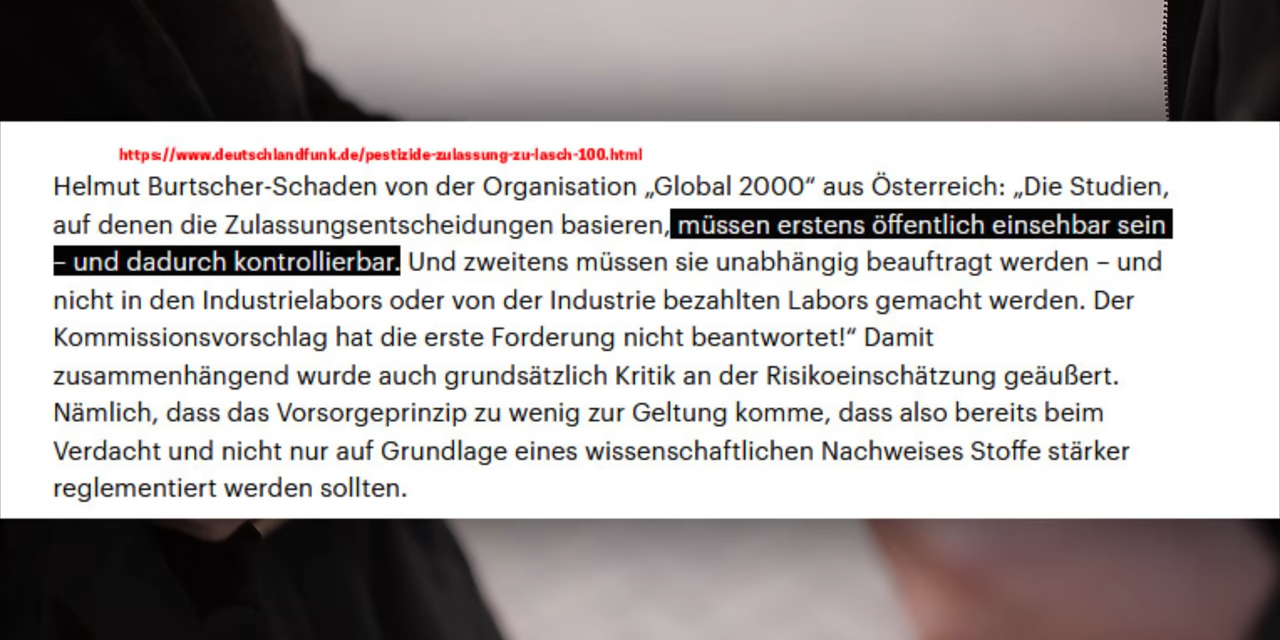 https://www.deutschlandfunk.de/pestizide-zulassung-zu-lasch-100.html
Helmut Burtscher-Schaden von der Organisation „Global 2000“ aus Österreich: „Die Studien,
auf denen die Zulassungsentscheidungen basieren, müssen erstens öffentlich einsehbar sein
– und dadurch kontrollierbar. Und zweitens müssen sie unabhängig beauftragt werden – und
nicht in den Industrielabors oder von der Industrie bezahlten Labors gemacht werden. Der
Kommissionsvorschlag hat die erste Forderung nicht beantwortet!“ Damit
zusammenhängend wurde auch grundsätzlich Kritik an der Risikoeinschätzung geäußert.
Nämlich, dass das Vorsorgeprinzip zu wenig zur Geltung komme, dass also bereits beim
Verdacht und nicht nur auf Grundlage eines wissenschaftlichen Nachweises Stoffe stärker
reglementiert werden sollten.